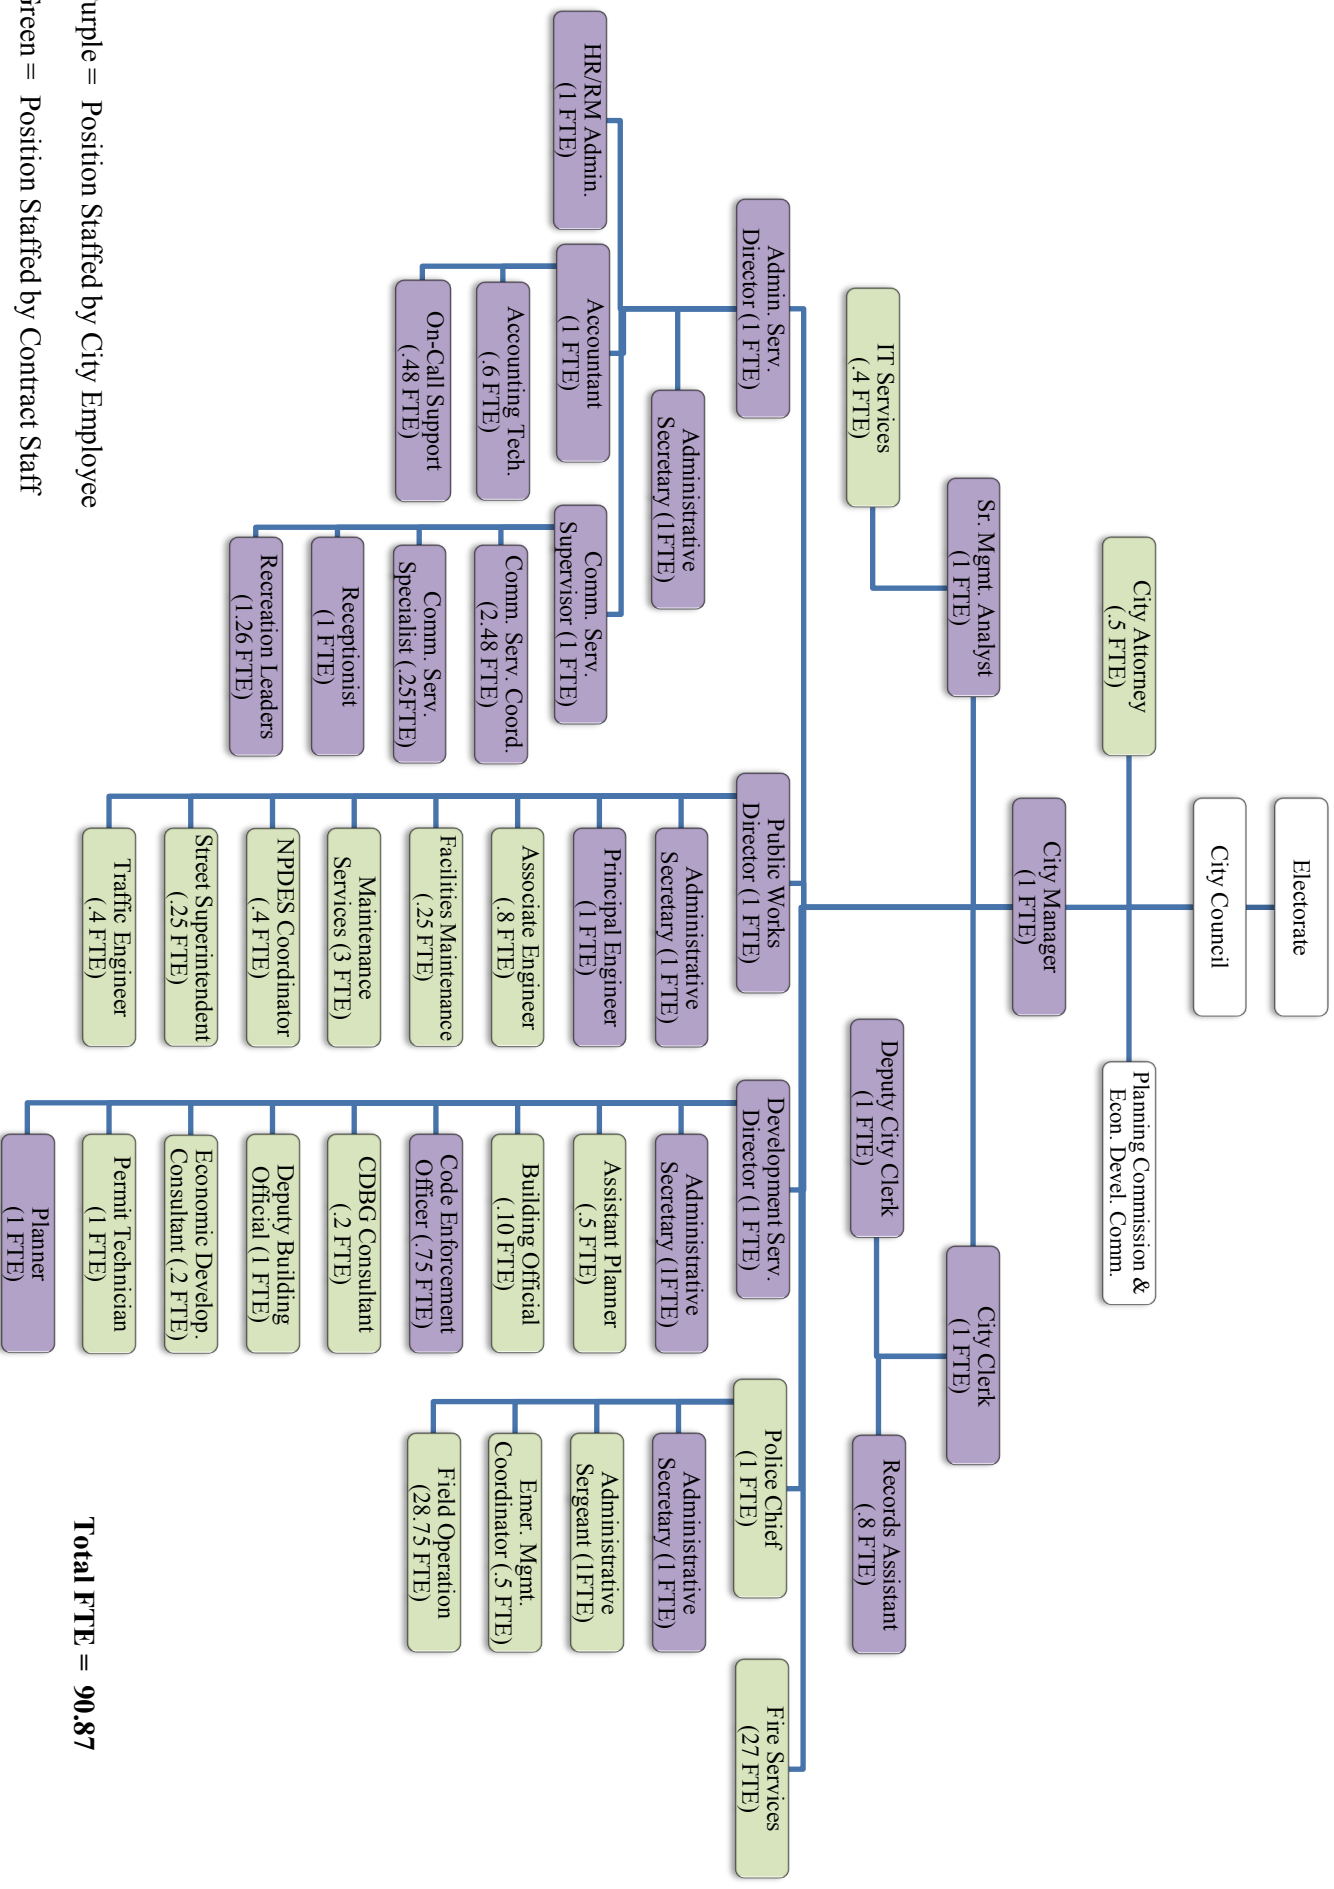 Electorate
City Council
City Attorney
(.5 FTE)
Planning Commission &
Econ. Devel. Comm.
City Manager
(1 FTE)
Sr. Mgmt. Analyst
(1 FTE)
City Clerk
(1 FTE)
IT Services
(.4 FTE)
Deputy City Clerk
(1 FTE)
Records Assistant
(.8 FTE)
Admin. Serv.
Director (1 FTE)
Administrative
Secretary (1FTE)
HR/RM Admin.
(1 FTE)
Accountant
(1 FTE)
Accounting Tech.
(.6 FTE)
On-Call Support
(.48 FTE)
Comm. Serv.
Supervisor (1 FTE)
Comm. Serv. Coord.
(2.48 FTE)
Comm. Serv.
Specialist (.25FTE)
Receptionist
(1 FTE)
Recreation Leaders
(1.26 FTE)
Public Works
Director (1 FTE)
Administrative
Secretary (1 FTE)
Principal Engineer
(1 FTE)
Associate Engineer
(.8 FTE)
Facilities Maintenance
(.25 FTE)
Maintenance
Services (3 FTE)
NPDES Coordinator
(.4 FTE)
Street Superintendent
(.25 FTE)
Traffic Engineer
(.4 FTE)
Development Serv.
Director (1 FTE)
Administrative
Secretary (1FTE)
Assistant Planner
(.5 FTE)
Building Official
(.10 FTE)
Code Enforcement
Officer (.75 FTE)
CDBG Consultant
(.2 FTE)
Deputy Building
Official (1 FTE)
Economic Develop.
Consultant (.2 FTE)
Permit Technician
(1 FTE)
Planner
(1 FTE)
Police Chief
(1 FTE)
Administrative
Secretary (1 FTE)
Administrative
Sergeant (1FTE)
Emer. Mgmt.
Coordinator (.5 FTE)
Field Operation
(28.75 FTE)
Fire Services
(27 FTE)
urple = Position Staffed by City Employee
Green = Position Staffed by Contract Staff
Total FTE = 90.87